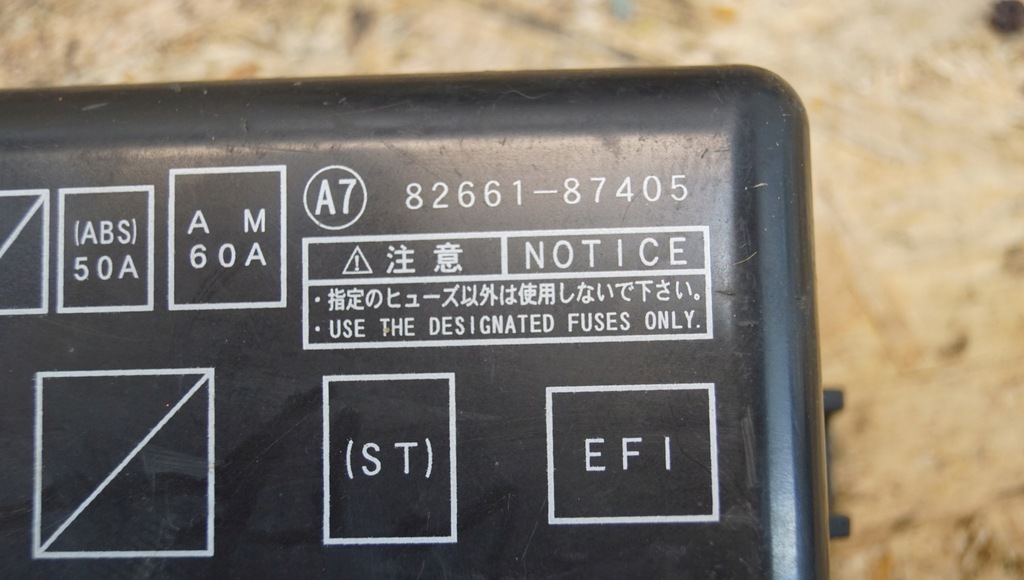 (ABS)
50A
A M
60A
A7
82661-87405
⚠注意
NOTICE
・指定のヒューズ以外は使用しないで下さい。
・USE THE DESIGNATED FUSES ONLY.
(ST)
EFI